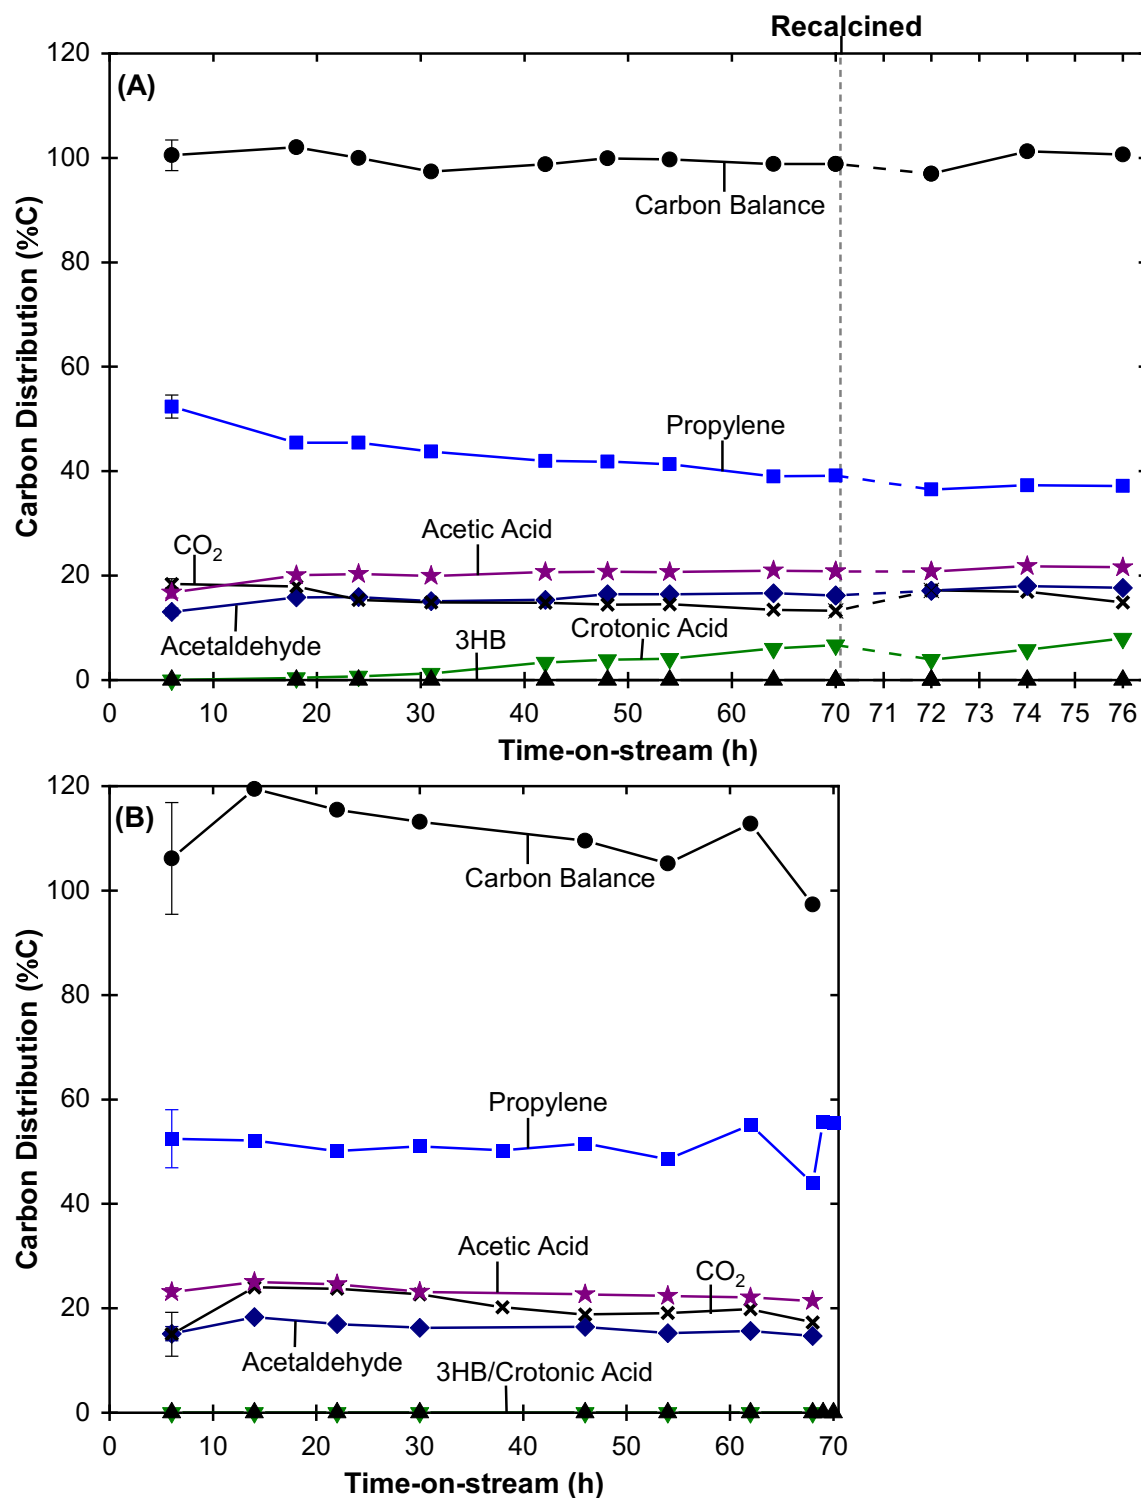 Recalcined
120
(A)
100
Carbon Balance
80
60
Propylene
40
Acetic Acid
CO₂
20
Crotonic Acid
3HB
Acetaldehyde
0
0 10 20 30 40 50 60 70 71 72 73 74 75 76
Time-on-stream (h)
Carbon Distribution (%C)
120
(B)
Carbon Balance
100
80
60
Propylene
40
Acetic Acid
CO₂
20
Acetaldehyde
3HB/Crotonic Acid
0
0 10 20 30 40 50 60 70
Time-on-stream (h)
Carbon Distribution (%C)